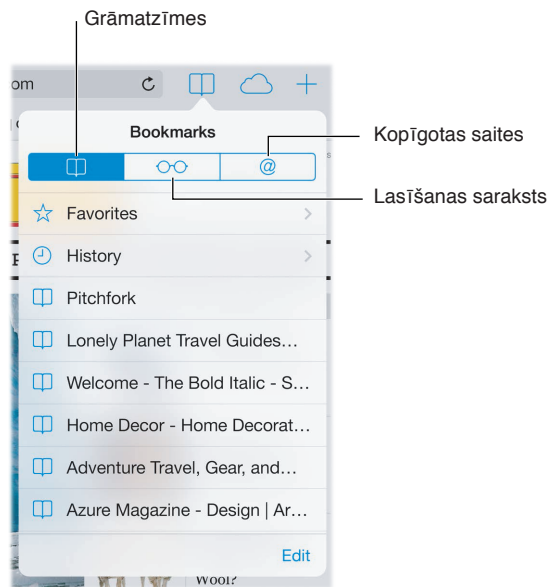 Grāmatzīmes
om
Bookmarks
Kopīgotas saites
@
Lasīšanas saraksts
Favorites
History
Pitchfork
Lonely Planet Travel Guides…
Welcome - The Bold Italic - S…
Home Decor - Home Decorat…
Adventure Travel, Gear, and…
Azure Magazine - Design | Ar…
Edit
Wool?